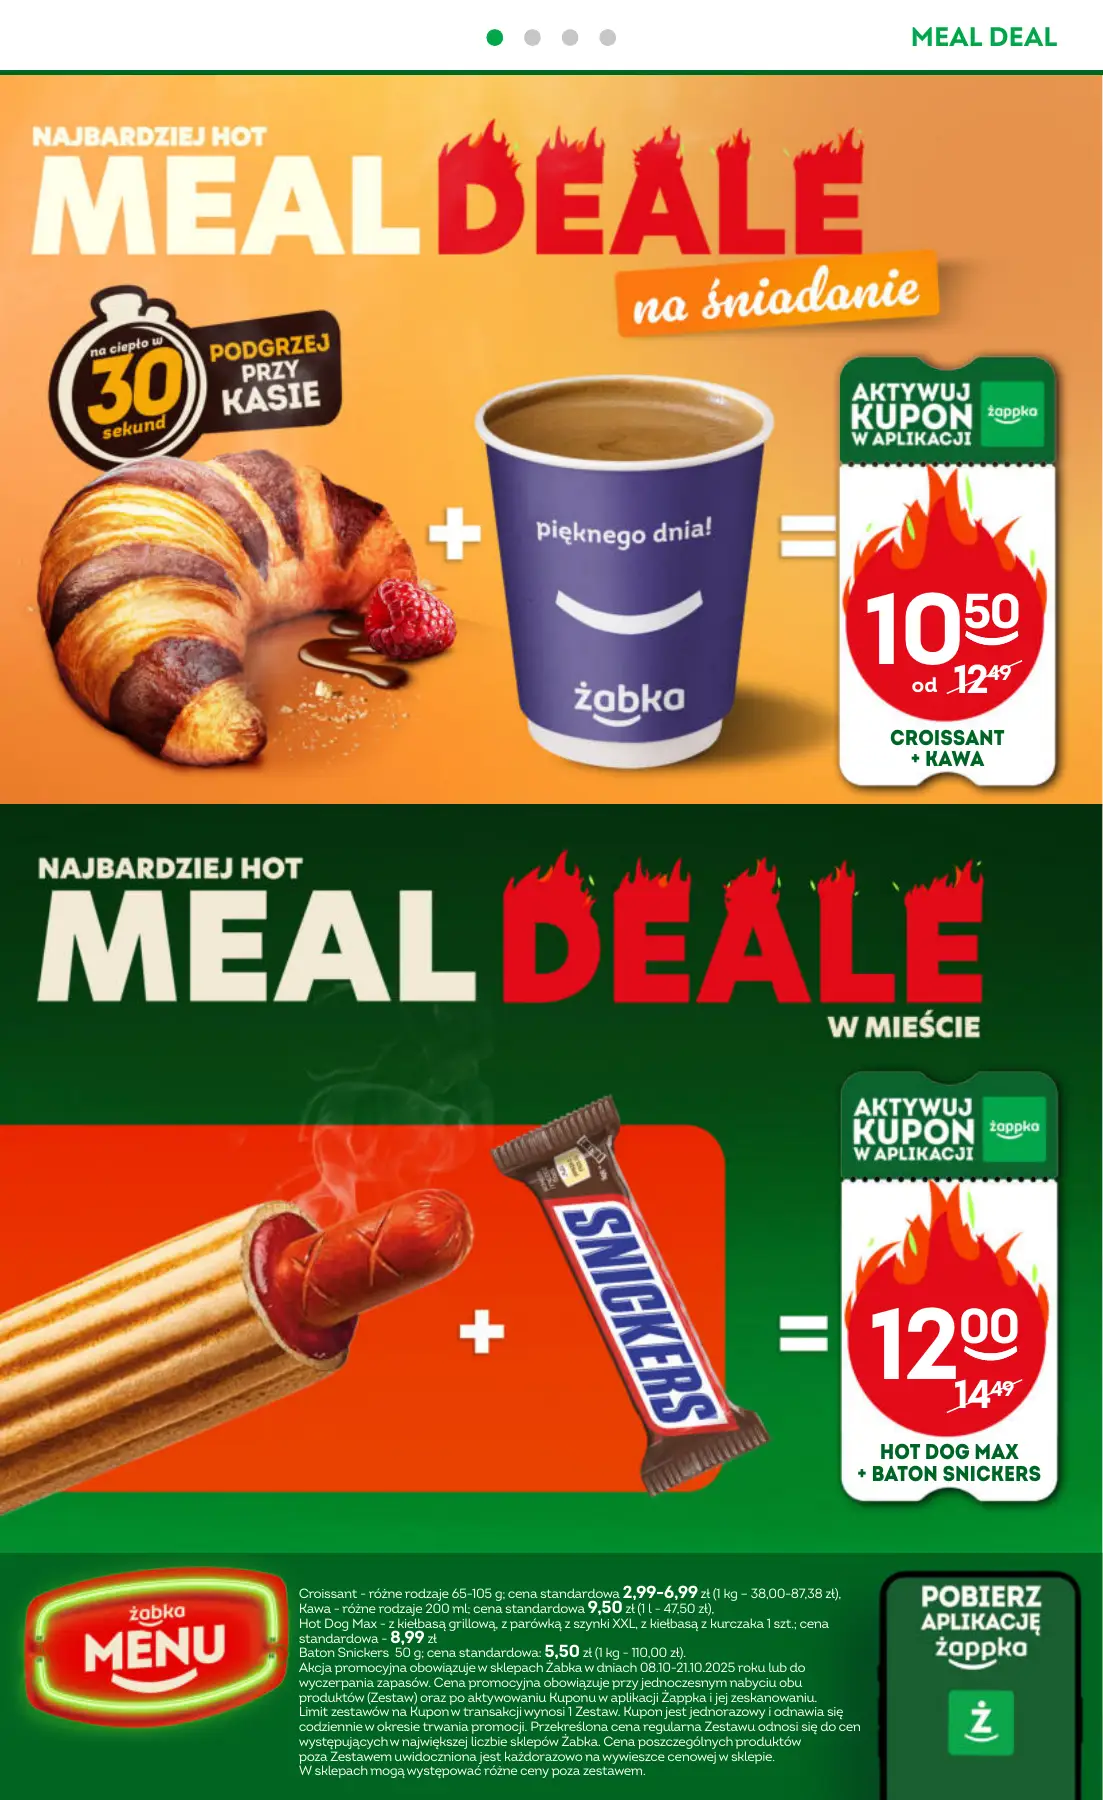 MEAL DEAL
NAJBARDZIEJ HOT
MEAL DEALE
na śniadanie
na ciepło w
30
sekund
PODGRZEJ
PRZY
KASIE
AKTYWUJ
KUPON
W APLIKACJI
żappka
pięknego dnia!
żabka
10 50
od 12 49
CROISSANT
+ KAWA
NAJBARDZIEJ HOT
MEAL DEALE
W MIEŚCIE
AKTYWUJ
KUPON
W APLIKACJI
żappka
SNICKERS
12 00
14 49
HOT DOG MAX
+ BATON SNICKERS
żabka
MENU
Croissant - różne rodzaje 65-105 g; cena standardowa 2,99-6,99 zł (1 kg – 38,00-87,38 zł),
Kawa - różne rodzaje 200 ml; cena standardowa 9,50 zł (1 l - 47,50 zł).
Hot Dog Max - z kiełbasą grillową, z parówką z szynki XXL, z kiełbasą z kurczaka 1 szt.; cena
standardowa - 8,99 zł
Baton Snickers 50 g; cena standardowa: 5,50 zł (1 kg - 110,00 zł).
Akcja promocyjna obowiązuje w sklepach Żabka w dniach 08.10-21.10.2025 roku lub do
wyczerpania zapasów. Cena promocyjna obowiązuje przy jednoczesnym nabyciu obu
produktów (Zestaw) oraz po aktywowaniu Kuponu w aplikacji Żappka i jej zeskanowaniu.
Limit zestawów na Kupon w transakcji wynosi 1 Zestaw. Kupon jest jednorazowy i odnawia się
codziennie w okresie trwania promocji. Przekreślona cena regularna Zestawu odnosi się do cen
występujących w największej liczbie sklepów Żabka. Cena poszczególnych produktów
poza Zestawem uwidoczniona jest każdorazowo na wywieszce cenowej w sklepie.
W sklepach mogą występować różne ceny poza zestawem.
POBIERZ
APLIKACJĘ
żappka
Ż